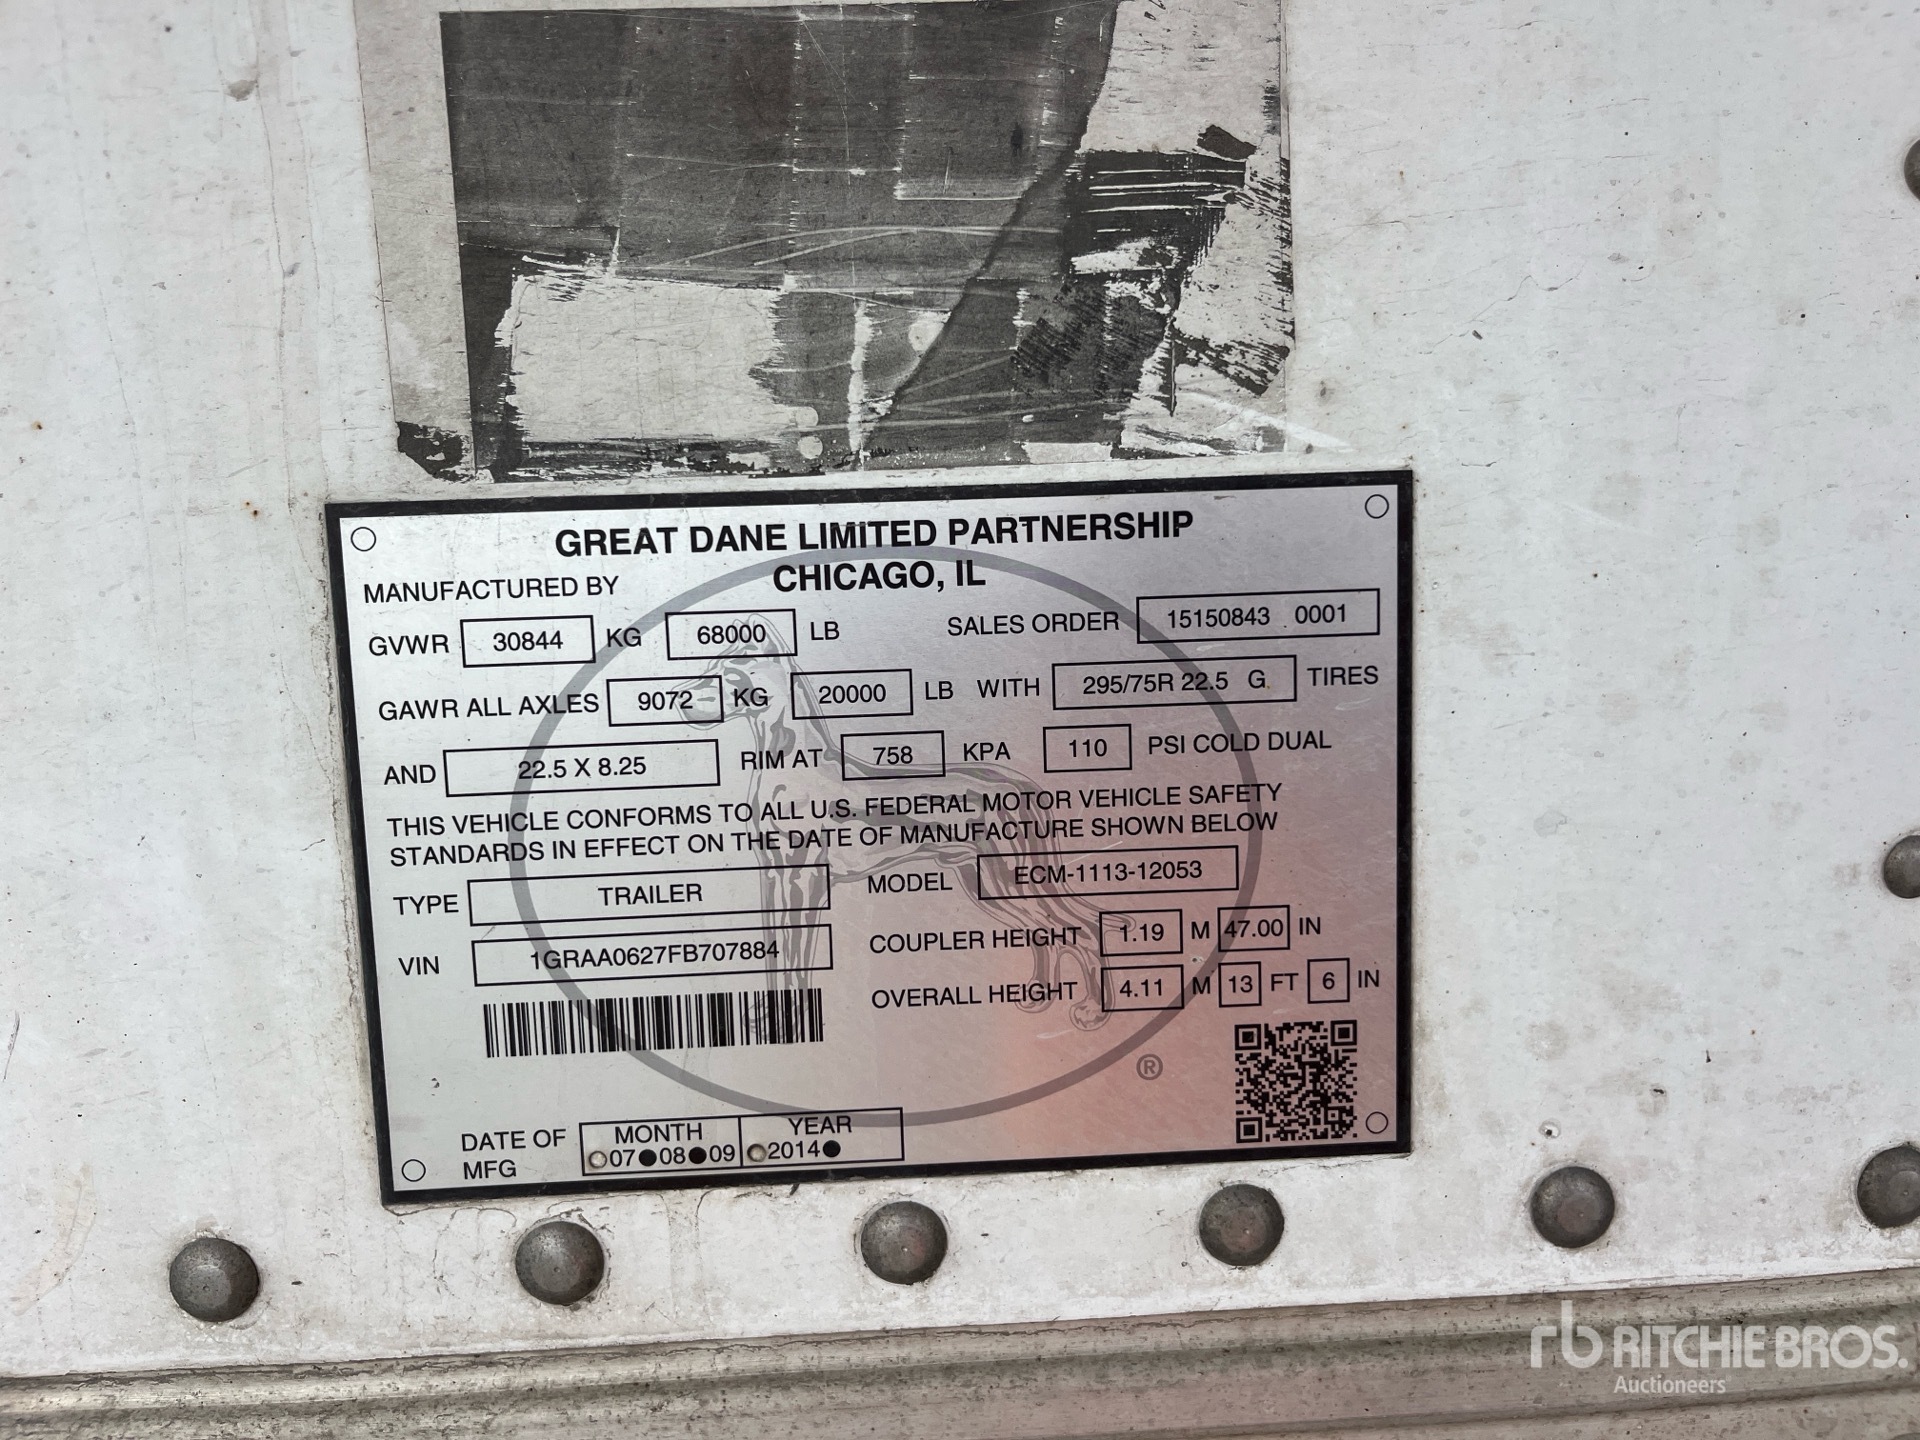 GREAT DANE LIMITED PARTNERSHIP
MANUFACTURED BY CHICAGO, IL
GVWR 30844 KG 68000 LB SALES ORDER 15150843 0001
GAWR ALL AXLES 9072 KG 20000 LB WITH 295/75R 22.5 G TIRES
AND 22.5 X 8.25 RIM AT 758 KPA 110 PSI COLD DUAL
THIS VEHICLE CONFORMS TO ALL U.S. FEDERAL MOTOR VEHICLE SAFETY
STANDARDS IN EFFECT ON THE DATE OF MANUFACTURE SHOWN BELOW
TYPE TRAILER MODEL ECM-1113-12053
VIN 1GRAA0627FB707884 COUPLER HEIGHT 1.19 M 47.00 IN
OVERALL HEIGHT 4.11 M 13 FT 6 IN
®
DATE OF MONTH YEAR
MFG 07 08 09 2014
rb RITCHIE BROS.
Auctioneers